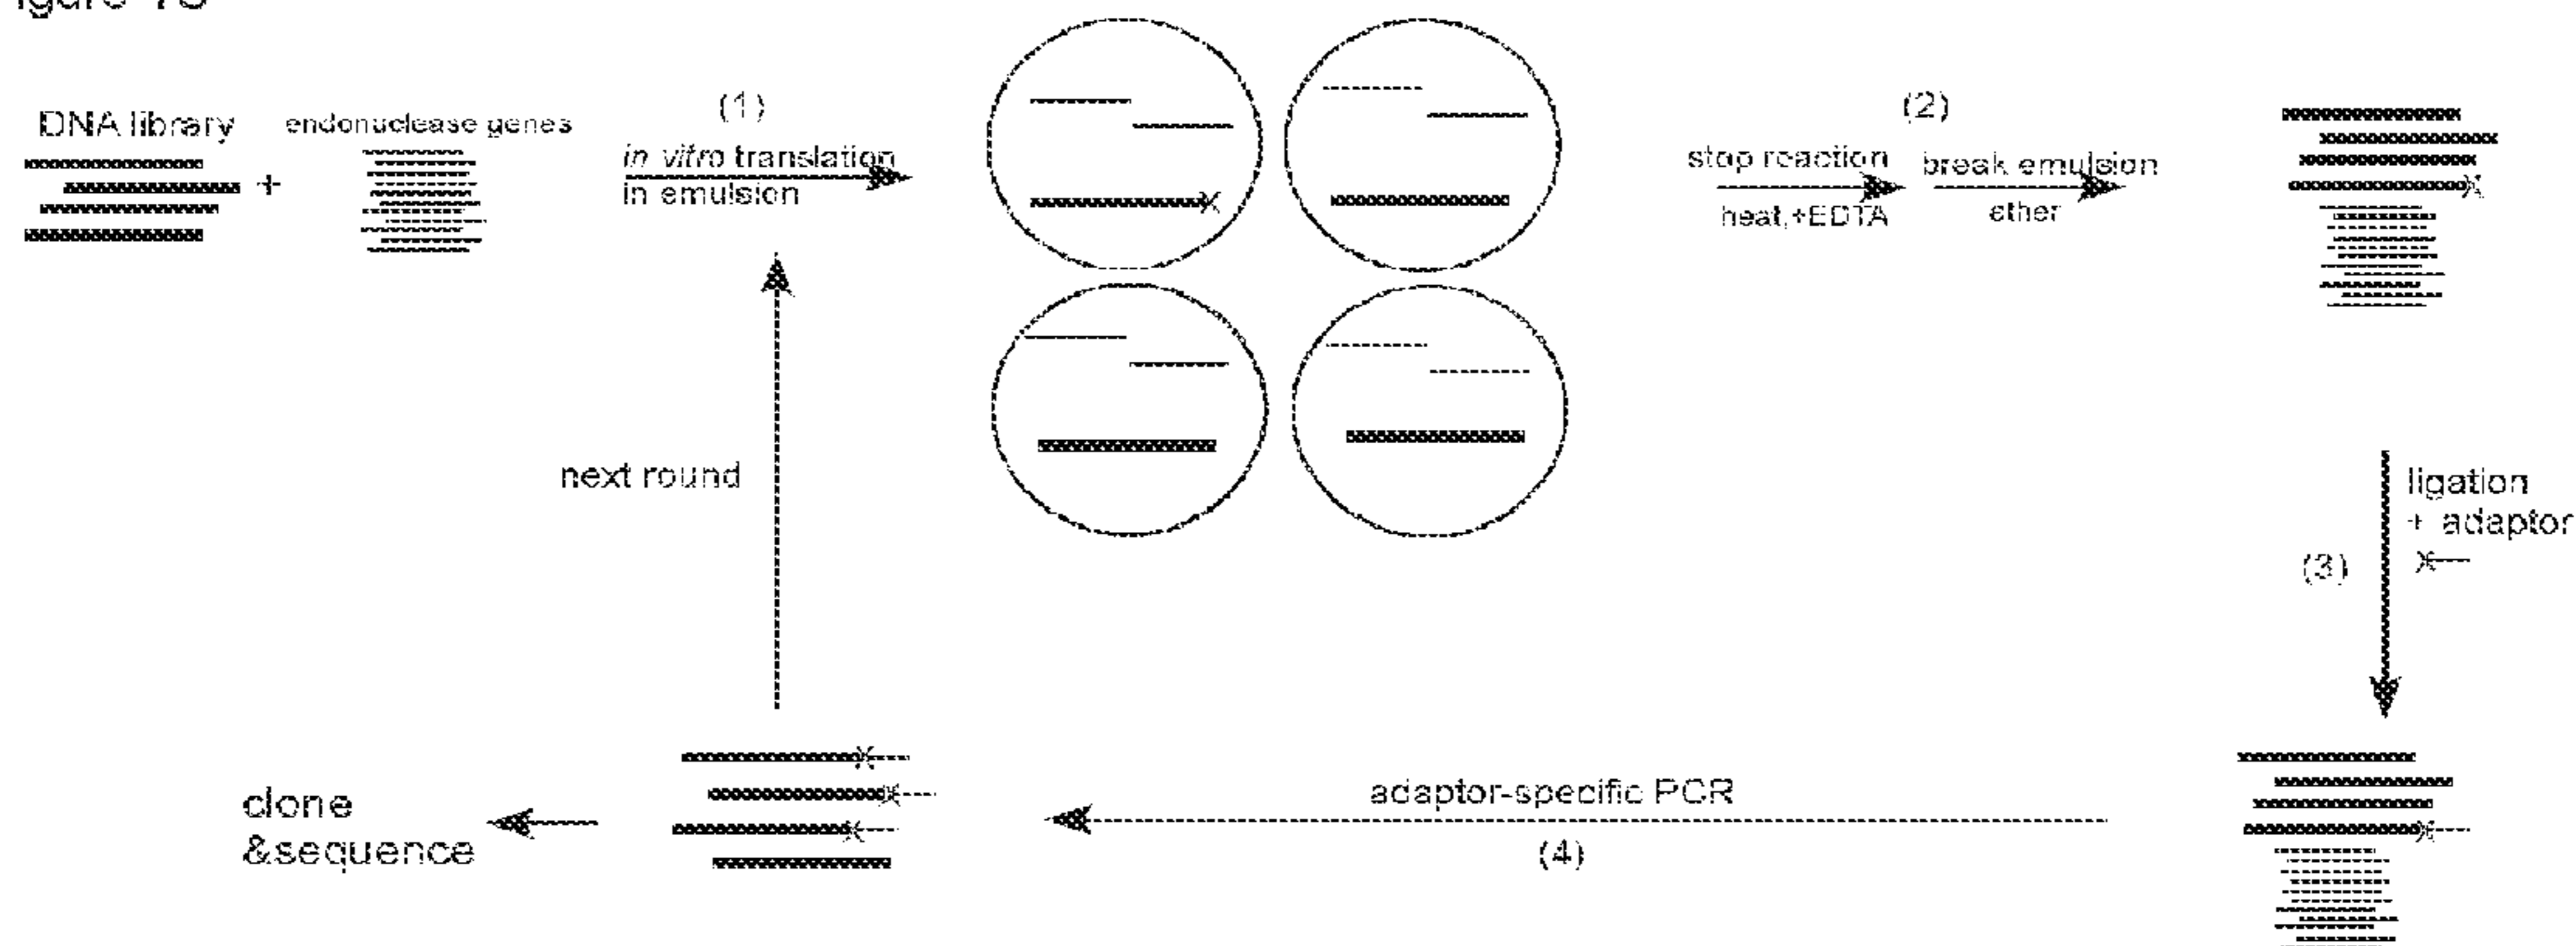 DNA library
+
endonuclease genes
(1)
in vitro translation
in emulsion
(2)
stop reaction
heat,+EDTA
break emulsion
ether
ligation
+ adaptor
(3)
adaptor-specific PCR
(4)
next round
clone
&sequence